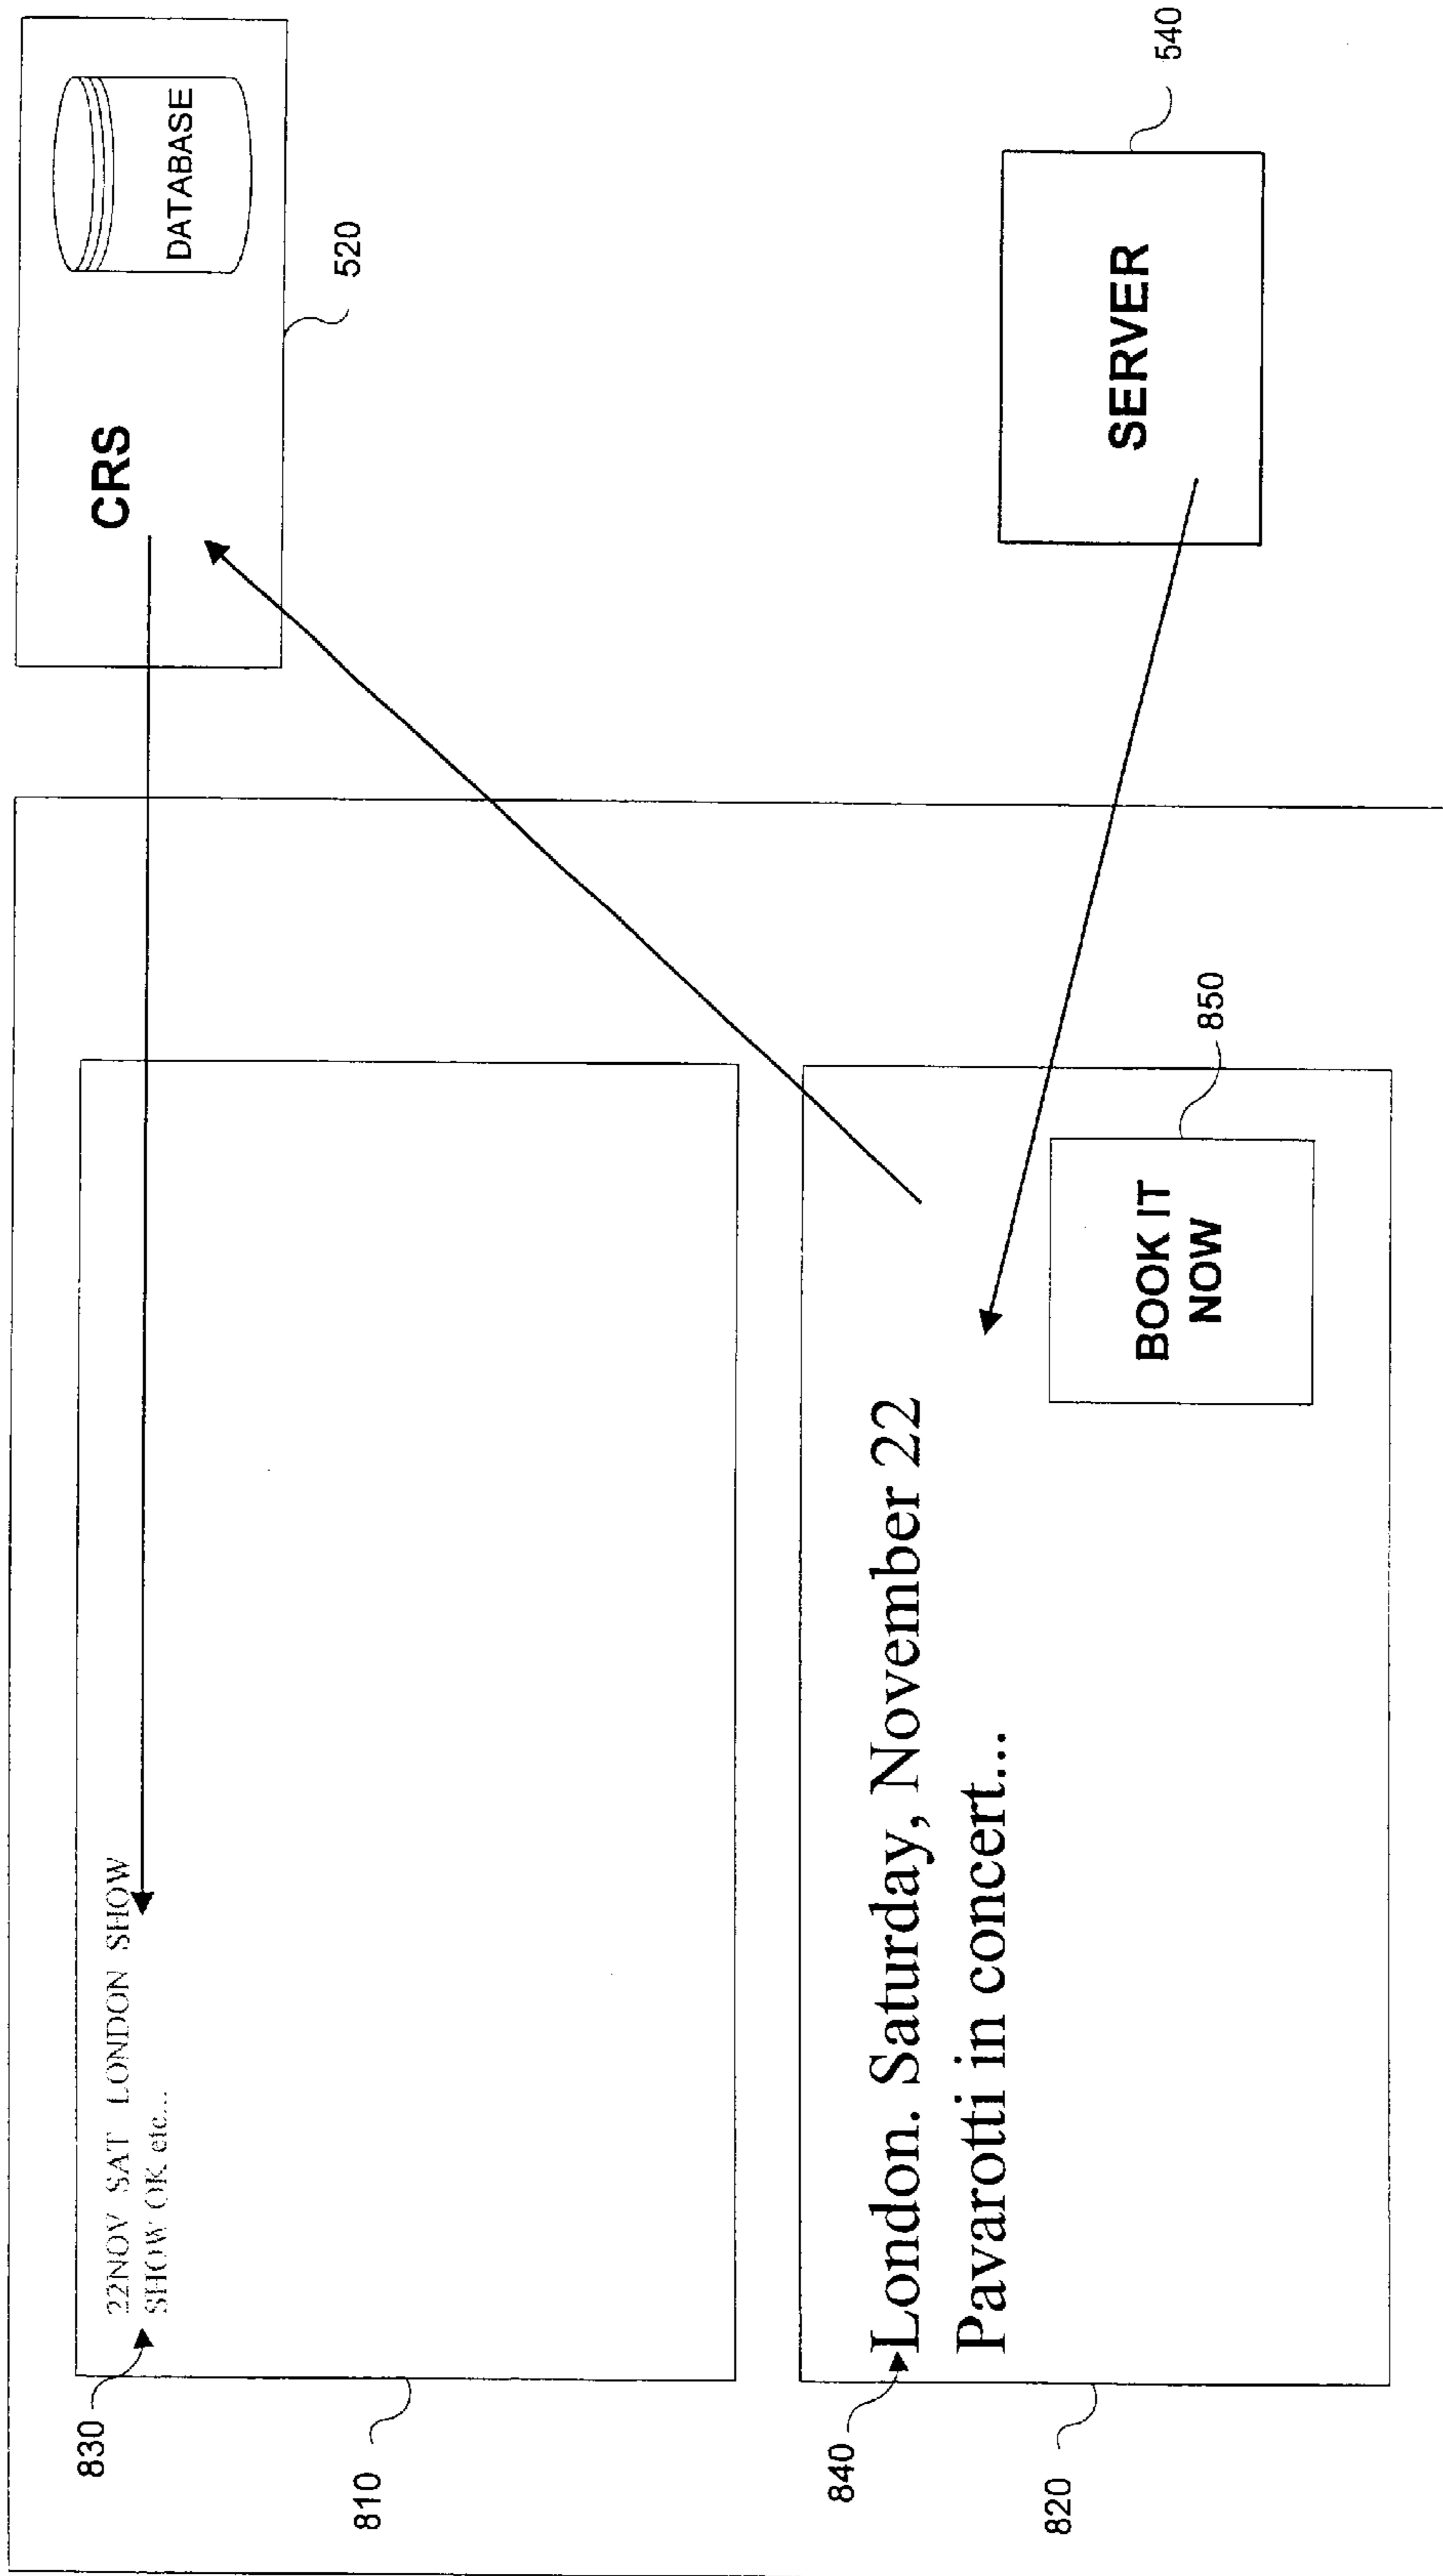 830
22NOV SAT LONDON SHOW
SHOW OK etc...
810
CRS
DATABASE
520
840
London. Saturday, November 22
Pavarotti in concert...
BOOK IT
NOW
850
820
SERVER
540